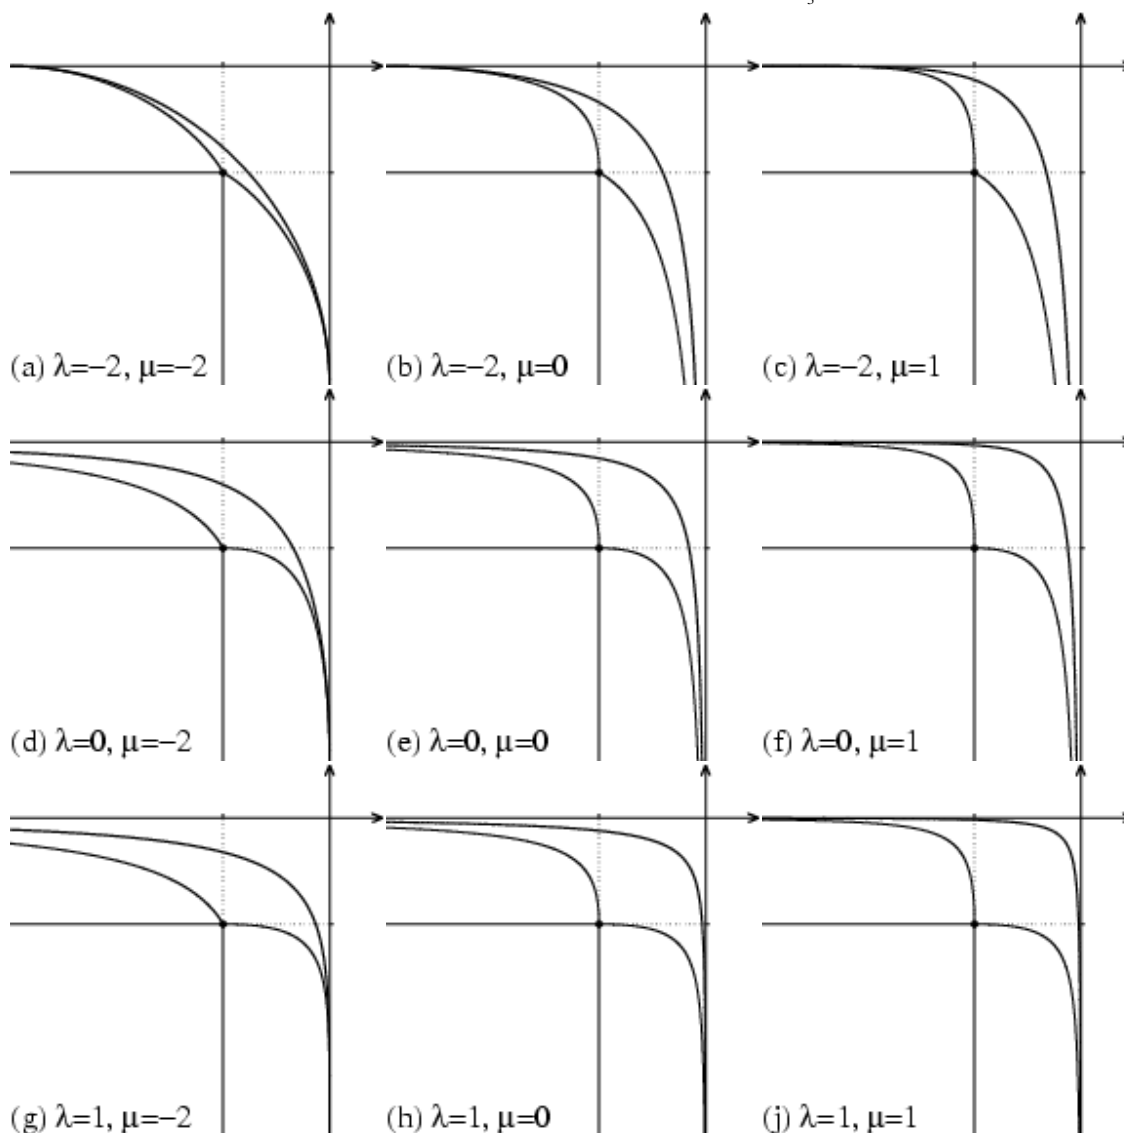 (a) λ=−2, μ=−2
(b) λ=−2, μ=0
(c) λ=−2, μ=1
(d) λ=0, μ=−2
(e) λ=0, μ=0
(f) λ=0, μ=1
(g) λ=1, μ=−2
(h) λ=1, μ=0
(j) λ=1, μ=1